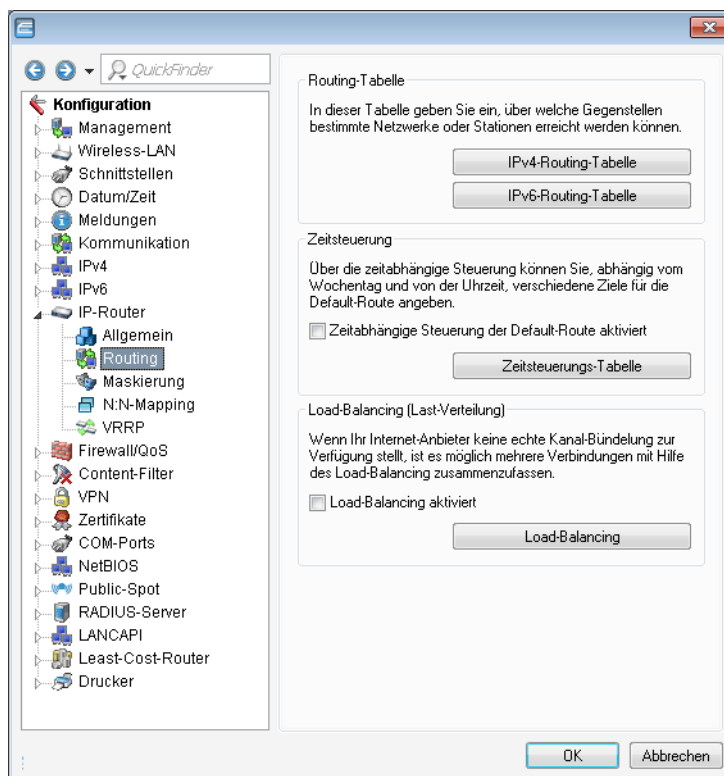 QuickFinder
Konfiguration
Management
Wireless-LAN
Schnittstellen
Datum/Zeit
Meldungen
Kommunikation
IPv4
IPv6
IP-Router
Allgemein
Routing
Maskierung
N:N-Mapping
VRRP
Firewall/QoS
Content-Filter
VPN
Zertifikate
COM-Ports
NetBIOS
Public-Spot
RADIUS-Server
LANCAPI
Least-Cost-Router
Drucker
Routing-Tabelle
In dieser Tabelle geben Sie ein, über welche Gegenstellen
bestimmte Netzwerke oder Stationen erreicht werden können.
IPv4-Routing-Tabelle
IPv6-Routing-Tabelle
Zeitsteuerung
Über die zeitabhängige Steuerung können Sie, abhängig vom
Wochentag und von der Uhrzeit, verschiedene Ziele für die
Default-Route angeben.
Zeitabhängige Steuerung der Default-Route aktiviert
Zeitsteuerungs-Tabelle
Load-Balancing (Last-Verteilung)
Wenn Ihr Internet-Anbieter keine echte Kanal-Bündelung zur
Verfügung stellt, ist es möglich mehrere Verbindungen mit Hilfe
des Load-Balancing zusammenzufassen.
Load-Balancing aktiviert
Load-Balancing
OK
Abbrechen